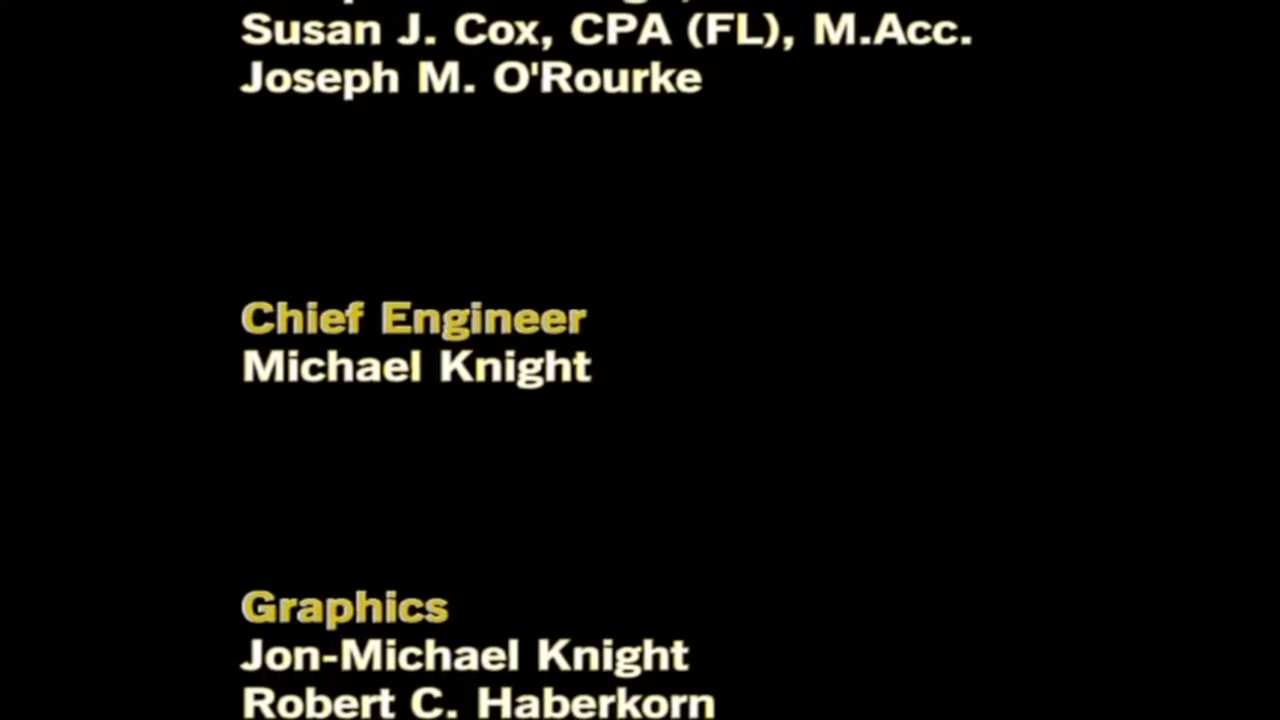 Susan J. Cox, CPA (FL), M.Acc.
Joseph M. O'Rourke
Chief Engineer
Michael Knight
Graphics
Jon-Michael Knight
Robert C. Haberkorn